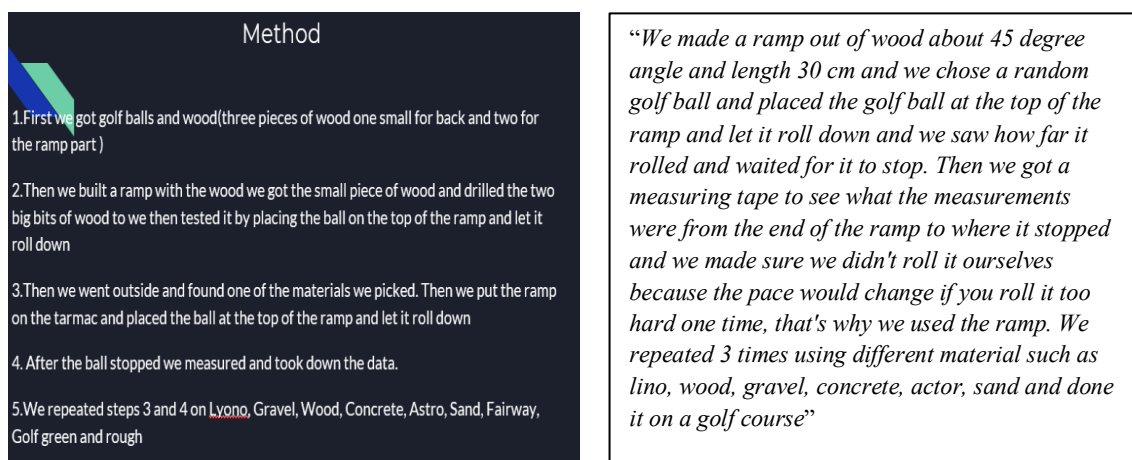 Method
1.First we got golf balls and wood(three pieces of wood one small for back and two for
the ramp part )
2.Then we built a ramp with the wood we got the small piece of wood and drilled the two
big bits of wood to we then tested it by placing the ball on the top of the ramp and let it
roll down
3.Then we went outside and found one of the materials we picked. Then we put the ramp
on the tarmac and placed the ball at the top of the ramp and let it roll down
4. After the ball stopped we measured and took down the data.
5.We repeated steps 3 and 4 on Lyono, Gravel, Wood, Concrete, Astro, Sand, Fairway,
Golf green and rough
“We made a ramp out of wood about 45 degree
angle and length 30 cm and we chose a random
golf ball and placed the golf ball at the top of the
ramp and let it roll down and we saw how far it
rolled and waited for it to stop. Then we got a
measuring tape to see what the measurements
were from the end of the ramp to where it stopped
and we made sure we didn't roll it ourselves
because the pace would change if you roll it too
hard one time, that's why we used the ramp. We
repeated 3 times using different material such as
lino, wood, gravel, concrete, actor, sand and done
it on a golf course”